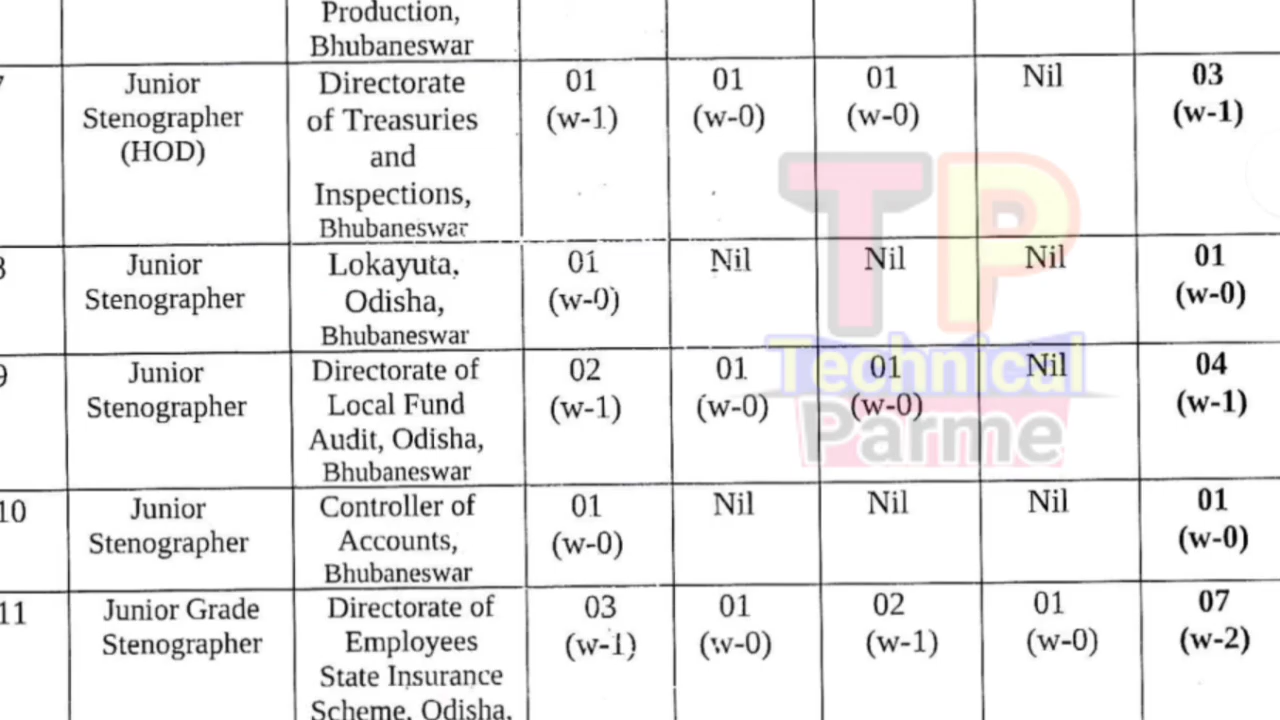 Production,
Bhubaneswar
7
Junior
Stenographer
(HOD)
Directorate
of Treasuries
and
Inspections,
Bhubaneswar
01
(w-1)
01
(w-0)
01
(w-0)
Nil
03
(w-1)
8
Junior
Stenographer
Lokayuta,
Odisha,
Bhubaneswar
01
(w-0)
Nil
Nil
Nil
01
(w-0)
9
Junior
Stenographer
Directorate of
Local Fund
Audit, Odisha,
Bhubaneswar
02
(w-1)
01
(w-0)
01
(w-0)
Nil
04
(w-1)
10
Junior
Stenographer
Controller of
Accounts,
Bhubaneswar
01
(w-0)
Nil
Nil
Nil
01
(w-0)
11
Junior Grade
Stenographer
Directorate of
Employees
State Insurance
Scheme, Odisha,
03
(w-1)
01
(w-0)
02
(w-1)
01
(w-0)
07
(w-2)
TP
Technical
Parme